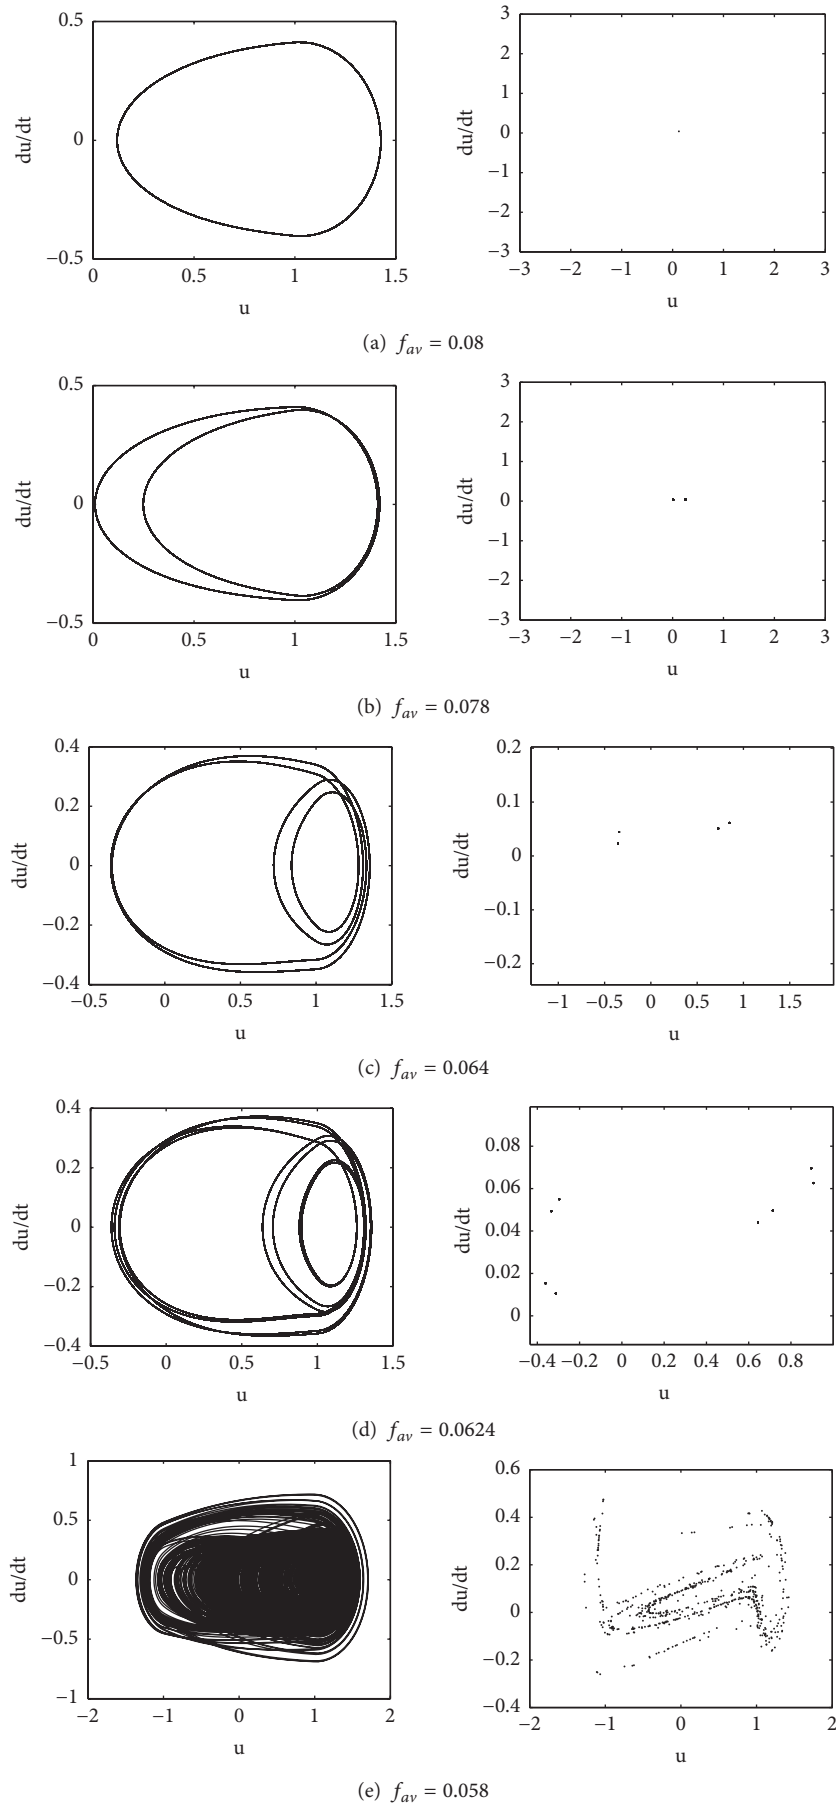 0.5
0
−0.5
du/dt
0 0.5 1 1.5
u
3
2
1
0
−1
−2
−3
du/dt
−3 −2 −1 0 1 2 3
u
(a) f_av = 0.08
0.5
0
−0.5
du/dt
0 0.5 1 1.5
u
3
2
1
0
−1
−2
−3
du/dt
−3 −2 −1 0 1 2 3
u
(b) f_av = 0.078
0.4
0.2
0
−0.2
−0.4
du/dt
−0.5 0 0.5 1 1.5
u
0.2
0.1
0
−0.1
−0.2
du/dt
−1 −0.5 0 0.5 1 1.5
u
(c) f_av = 0.064
0.4
0.2
0
−0.2
−0.4
du/dt
−0.5 0 0.5 1 1.5
u
0.08
0.06
0.04
0.02
0
du/dt
−0.4 −0.2 0 0.2 0.4 0.6 0.8
u
(d) f_av = 0.0624
1
0.5
0
−0.5
−1
du/dt
−2 −1 0 1 2
u
0.6
0.4
0.2
0
−0.2
−0.4
du/dt
−2 −1 0 1 2
u
(e) f_av = 0.058